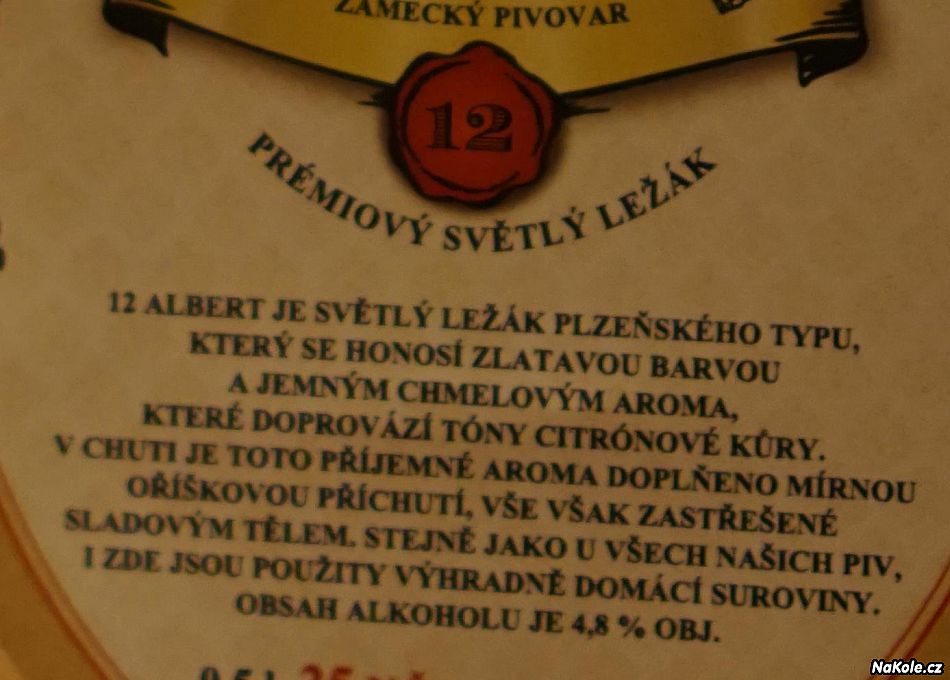 ZÁMECKÝ PIVOVAR
12
PRÉMIOVÝ SVĚTLÝ LEŽÁK
12 ALBERT JE SVĚTLÝ LEŽÁK PLZEŇSKÉHO TYPU,
KTERÝ SE HONOSÍ ZLATAVOU BARVOU
A JEMNÝM CHMELOVÝM AROMA,
KTERÉ DOPROVÁZÍ TÓNY CITRÓNOVÉ KŮRY.
V CHUTI JE TOTO PŘÍJEMNÉ AROMA DOPLŇENO MÍRNOU
OŘÍŠKOVOU PŘÍCHUTÍ, VŠE VŠAK ZASTŘEŠENÉ
SLADOVÝM TĚLEM. STEJNĚ JAKO U VŠECH NAŠICH PIV,
I ZDE JSOU POUŽITY VÝHRADNĚ DOMÁCÍ SUROVINY.
OBSAH ALKOHOLU JE 4,8 % OBJ.
NaKole.cz